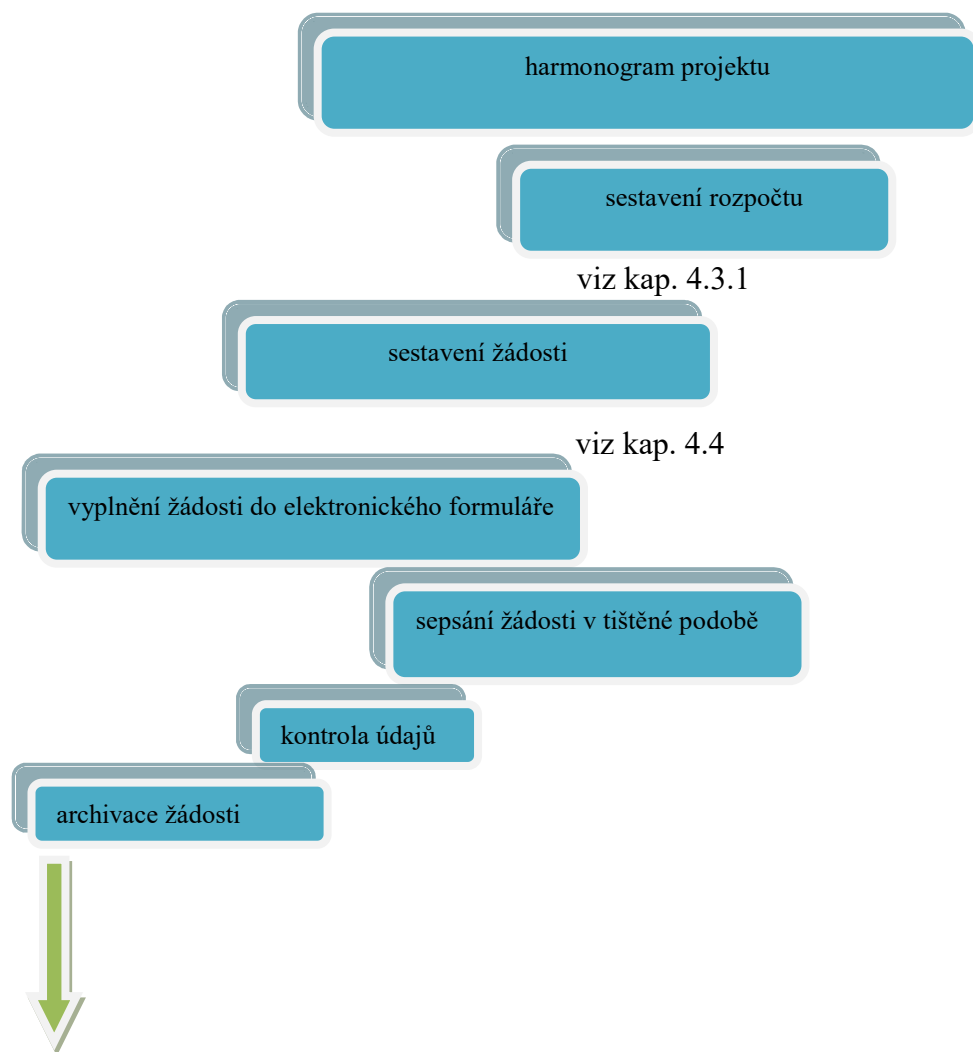 harmonogram projektu
sestavení rozpočtu
viz kap. 4.3.1
sestavení žádosti
viz kap. 4.4
vyplnění žádosti do elektronického formuláře
sepsání žádosti v tištěné podobě
kontrola údajů
archivace žádosti